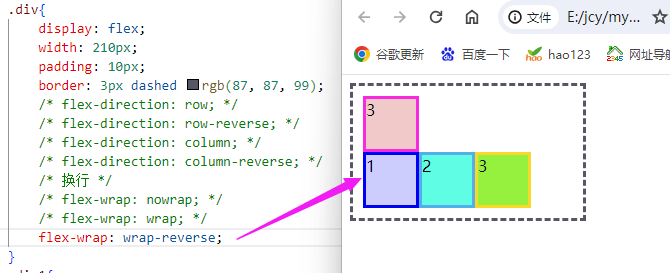 .div{
display: flex;
width: 210px;
padding: 10px;
border: 3px dashed rgb(87, 87, 99);
/* flex-direction: row; */
/* flex-direction: row-reverse; */
/* flex-direction: column; */
/* flex-direction: column-reverse; */
/* 换行 */
/* flex-wrap: nowrap; */
/* flex-wrap: wrap; */
flex-wrap: wrap-reverse;
}
文件 E:/jcy/my...
谷歌更新 百度一下 hao123 网址导航
3
1 2 3